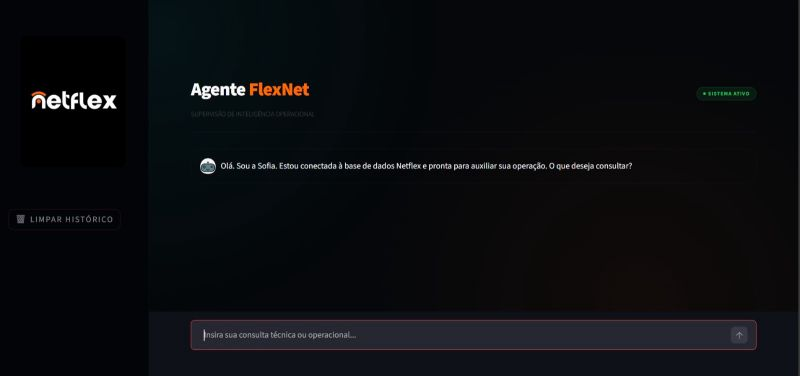 netflex
LIMPAR HISTÓRICO
Agente FlexNet
SUPERVISÃO DE INTELIGÊNCIA OPERACIONAL
SISTEMA ATIVO
Olá. Sou a Sofia. Estou conectada à base de dados Netflex e pronta para auxiliar sua operação. O que deseja consultar?
Insira sua consulta técnica ou operacional...